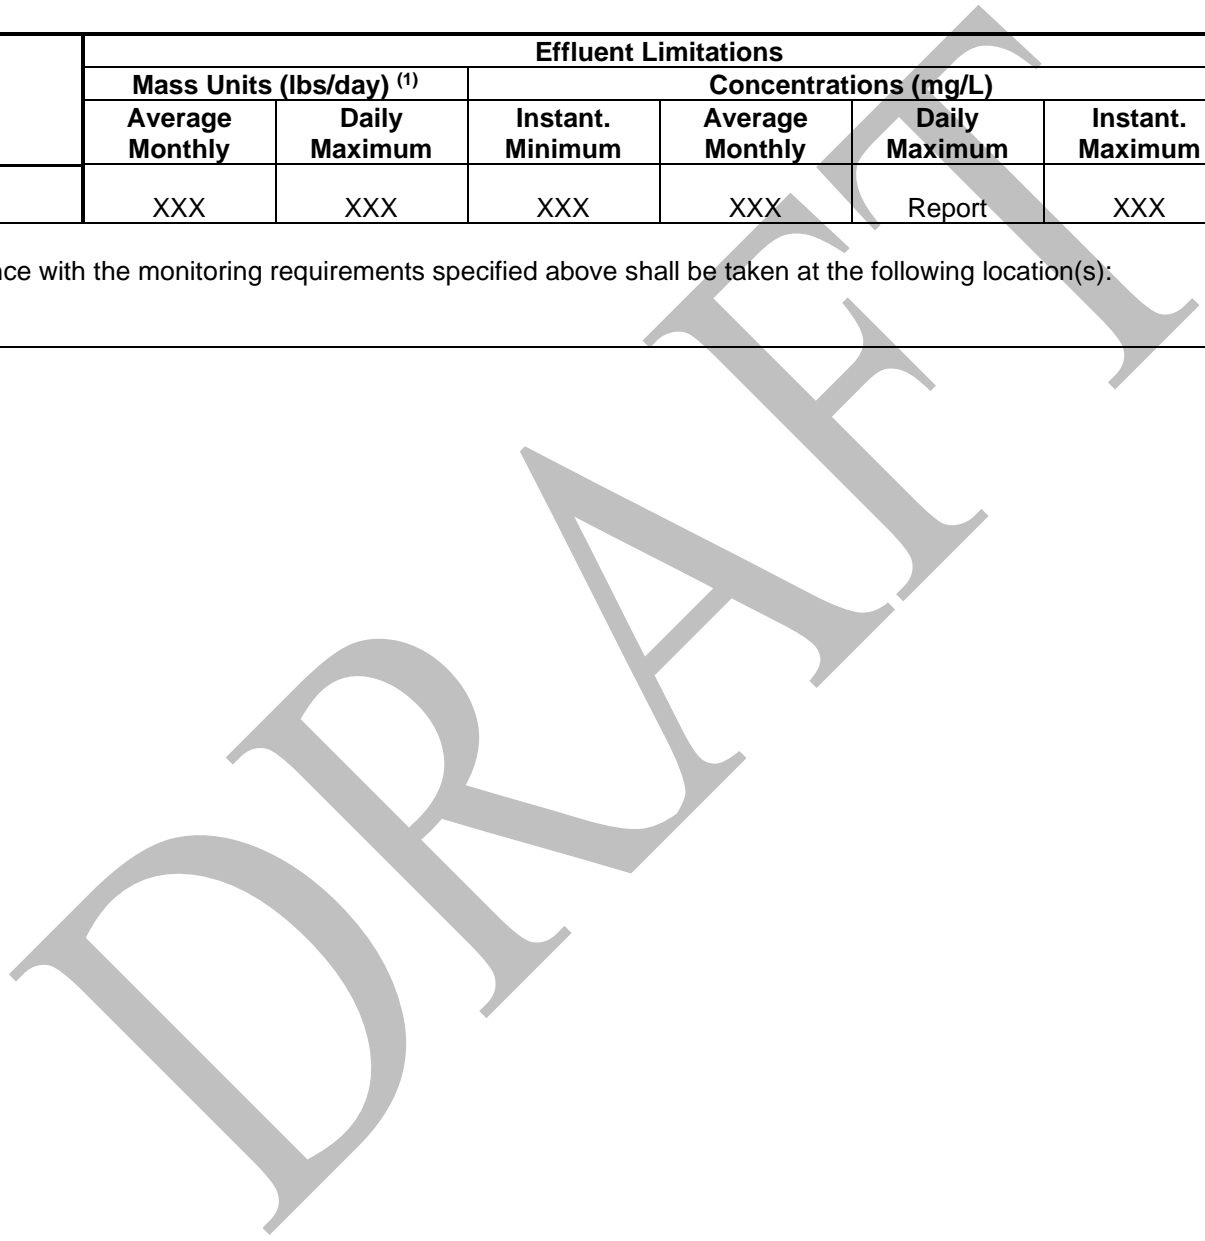 Effluent Limitations
Mass Units (lbs/day) (1) Concentrations (mg/L)
Average Daily Instant. Average Daily Instant.
Monthly Maximum Minimum Monthly Maximum Maximum
XXX XXX XXX XXX Report XXX
with the monitoring requirements specified above shall be taken at the following location(s):
DRAFT